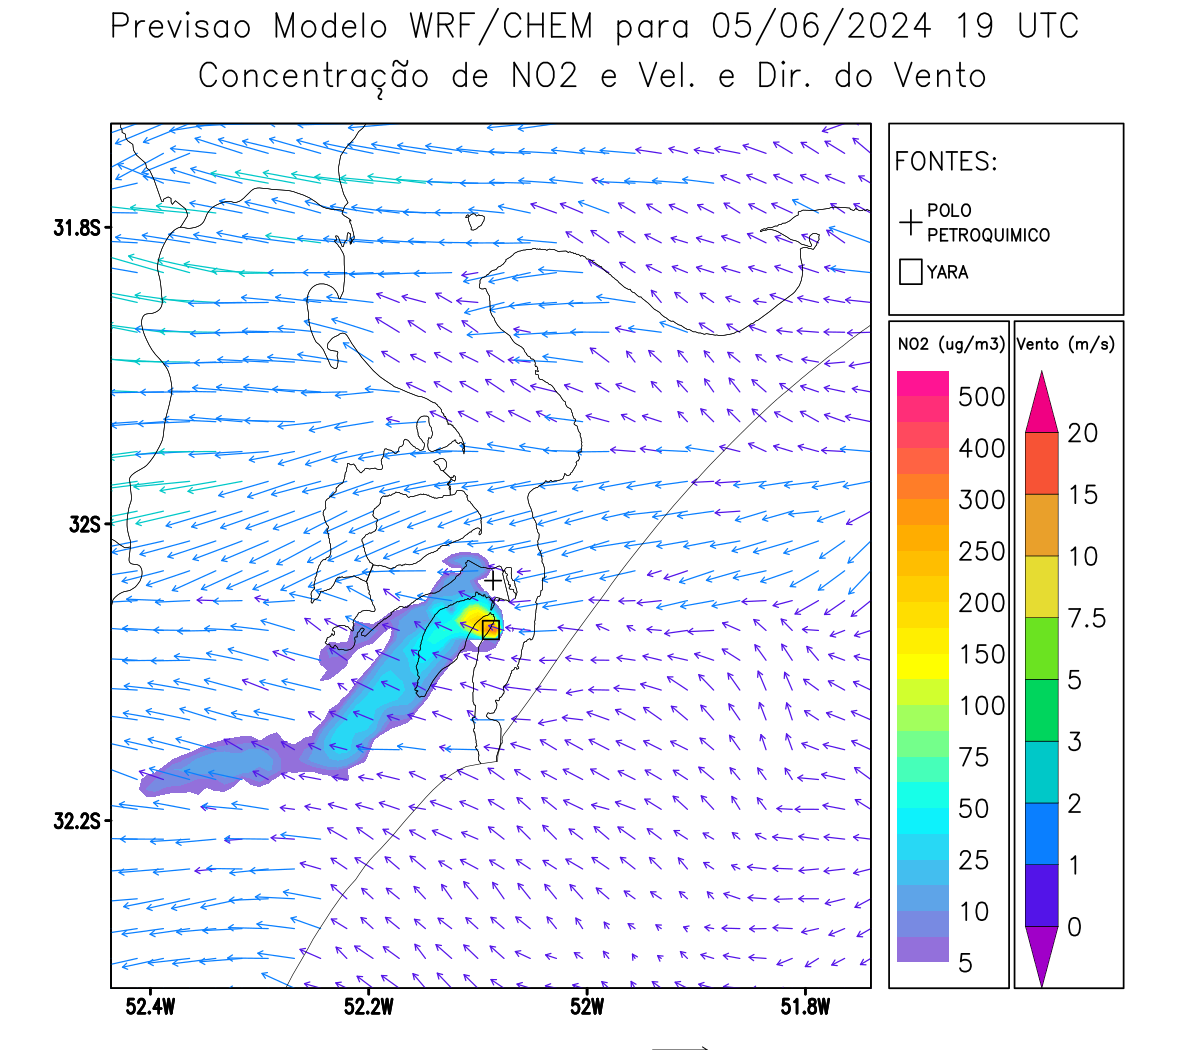 Previsao Modelo WRF/CHEM para 05/06/2024 19 UTC
Concentração de NO2 e Vel. e Dir. do Vento
FONTES:
POLO
PETROQUIMICO
YARA
NO2 (ug/m3)
500
400
300
250
200
150
100
75
50
25
10
5
Vento (m/s)
20
15
10
7.5
5
3
2
1
0
31.8S
32S
32.2S
52.4W
52.2W
52W
51.8W